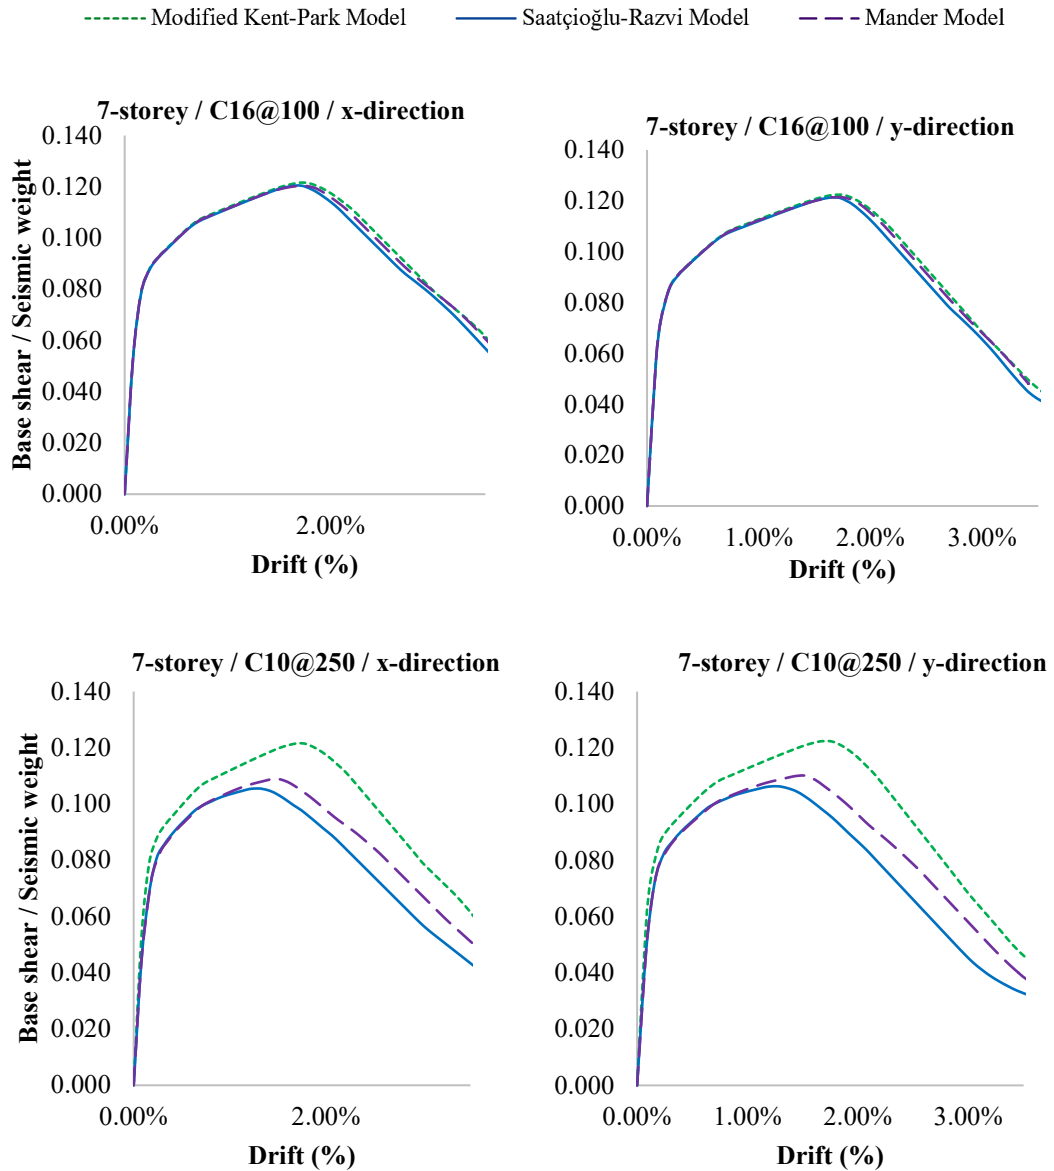 Modified Kent-Park Model Saatçioğlu-Razvi Model Mander Model
7-storey / C16@100 / x-direction
Base shear / Seismic weight
0.140
0.120
0.100
0.080
0.060
0.040
0.020
0.000
0.00% 2.00%
Drift (%)
7-storey / C16@100 / y-direction
0.140
0.120
0.100
0.080
0.060
0.040
0.020
0.000
0.00% 1.00% 2.00% 3.00%
Drift (%)
7-storey / C10@250 / x-direction
Base shear / Seismic weight
0.140
0.120
0.100
0.080
0.060
0.040
0.020
0.000
0.00% 2.00%
Drift (%)
7-storey / C10@250 / y-direction
0.140
0.120
0.100
0.080
0.060
0.040
0.020
0.000
0.00% 1.00% 2.00% 3.00%
Drift (%)